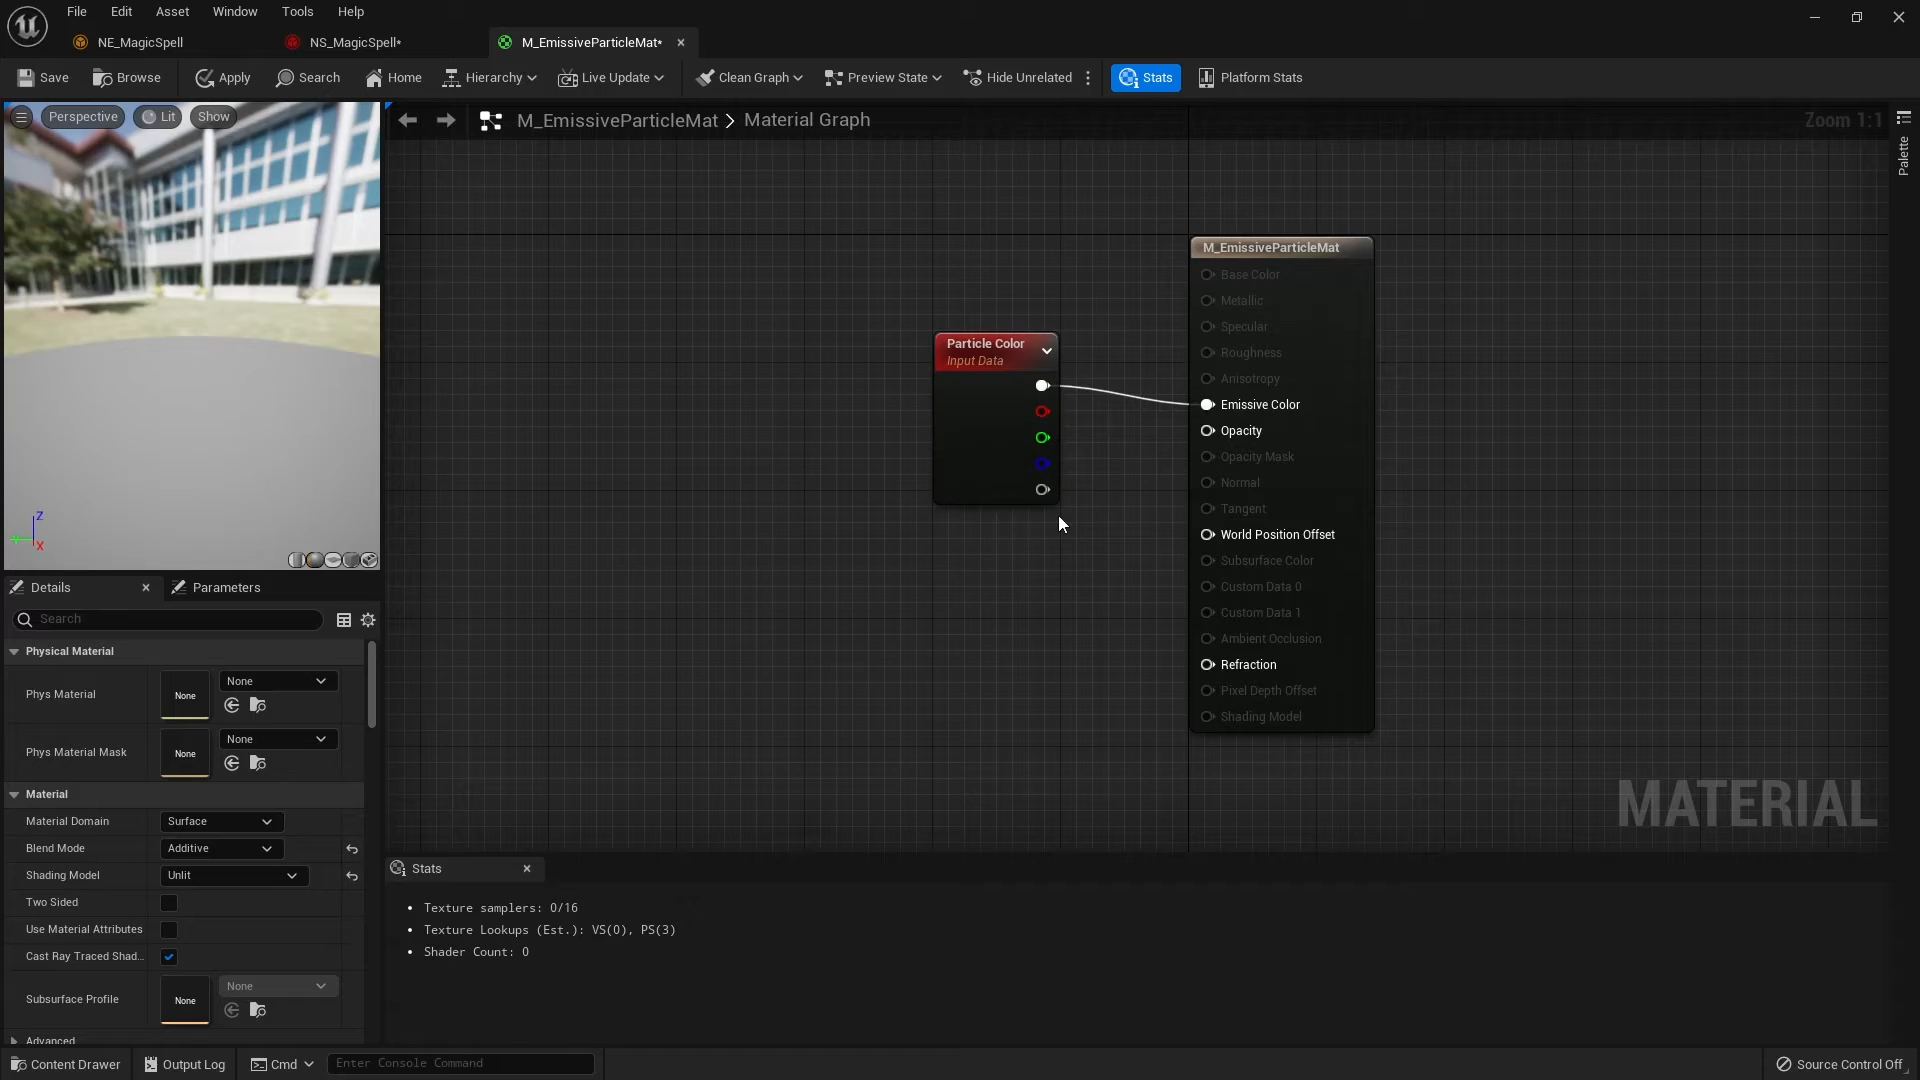 File Edit Asset Window Tools Help
NE_MagicSpell NS_MagicSpell* M_EmissiveParticleMat*
Save Browse Apply Search Home Hierarchy Live Update Clean Graph Preview State Hide Unrelated Stats Platform Stats
Perspective Lit Show
M_EmissiveParticleMat > Material Graph
Zoom 1:1
Palette
Z
X
M_EmissiveParticleMat
Base Color
Metallic
Specular
Roughness
Anisotropy
Emissive Color
Opacity
Opacity Mask
Normal
Tangent
World Position Offset
Subsurface Color
Custom Data 0
Custom Data 1
Ambient Occlusion
Refraction
Pixel Depth Offset
Shading Model
Particle Color
Input Data
MATERIAL
Details Parameters
Search
Physical Material
Phys Material None None
Phys Material Mask None None
Material
Material Domain Surface
Blend Mode Additive
Shading Model Unlit
Two Sided
Use Material Attributes
Cast Ray Traced Shad...
Subsurface Profile None None
Advanced
Stats
• Texture samplers: 0/16
• Texture Lookups (Est.): VS(0), PS(3)
• Shader Count: 0
Content Drawer Output Log Cmd Enter Console Command Source Control Off